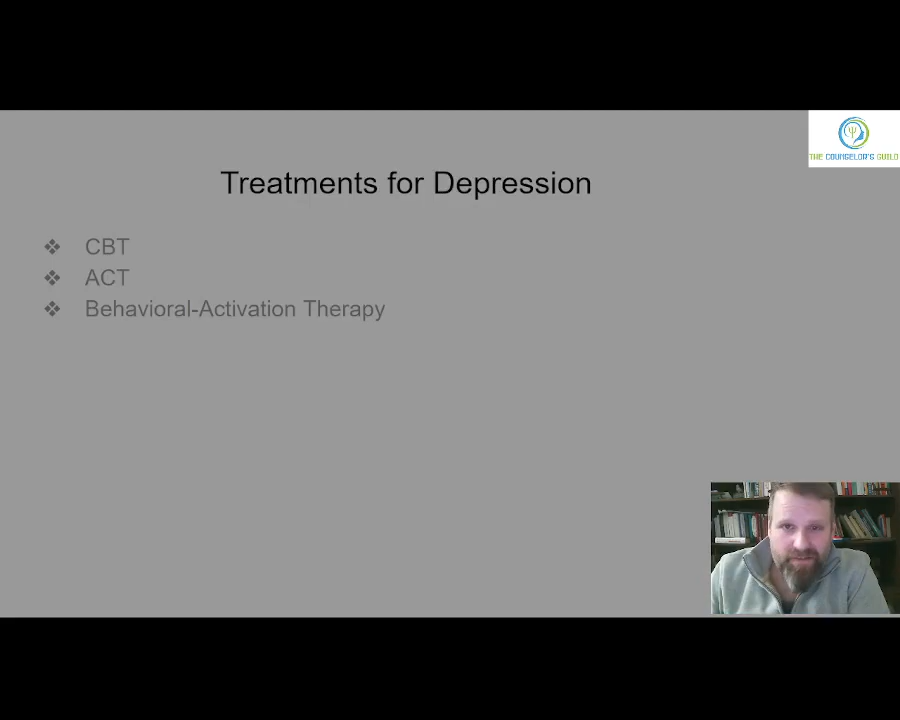 THE COUNSELOR'S GUILD
Treatments for Depression
❖ CBT
❖ ACT
❖ Behavioral-Activation Therapy